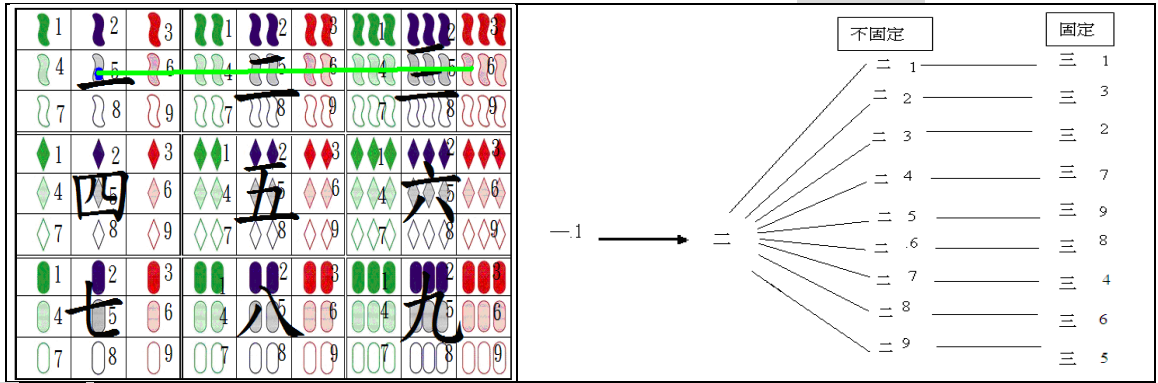 1 2 3 1 2 3 1 2 3
4 5 6 4 5 6 4 5 6
一 二 三
7 8 9 7 8 9 7 8 9
1 2 3 1 2 3 1 2 3
4 5 6 4 5 6 4 5 6
四 五 六
7 8 9 7 8 9 7 8 9
1 2 3 1 2 3 1 2 3
4 5 6 4 5 6 4 5 6
七 八 九
7 8 9 7 8 9 7 8 9
不固定 固定
二 1 三 1
二 2 三 3
二 3 三 2
二 4 三 7
二 5 三 9
一.1 二
二 .6 三 8
二 7 三 4
二 8 三 6
二 9 三 5